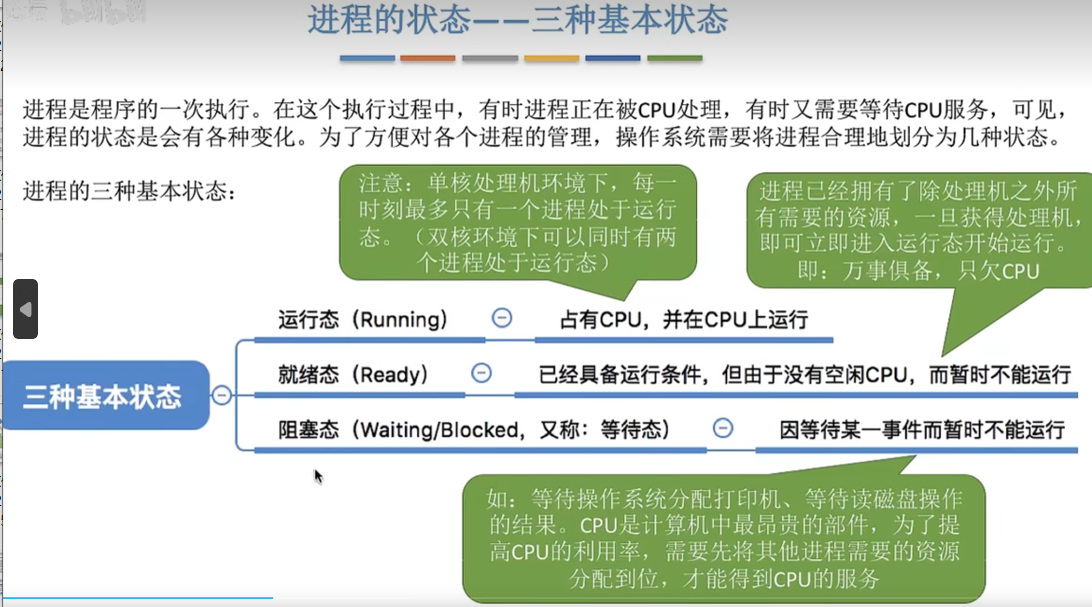 进程的状态——三种基本状态
进程是程序的一次执行。在这个执行过程中，有时进程正在被CPU处理，有时又需要等待CPU服务，可见，
进程的状态是会有各种变化。为了方便对各个进程的管理，操作系统需要将进程合理地划分为几种状态。
进程的三种基本状态：
注意：单核处理机环境下，每一
时刻最多只有一个进程处于运行
态。（双核环境下可以同时有两
个进程处于运行态）
进程已经拥有了除处理机之外所
有需要的资源，一旦获得处理机，
即可立即进入运行态开始运行。
即：万事俱备，只欠CPU
运行态（Running） 占有CPU，并在CPU上运行
就绪态（Ready） 已经具备运行条件，但由于没有空闲CPU，而暂时不能运行
三种基本状态
阻塞态（Waiting/Blocked，又称：等待态） 因等待某一事件而暂时不能运行
如：等待操作系统分配打印机、等待读磁盘操作
的结果。CPU是计算机中最昂贵的部件，为了提
高CPU的利用率，需要先将其他进程需要的资源
分配到位，才能得到CPU的服务